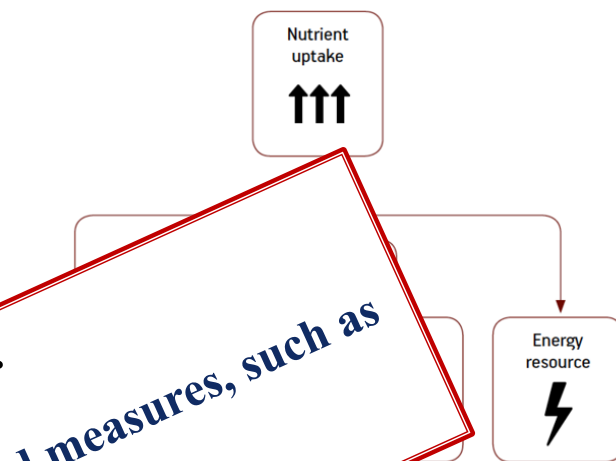 Nutrient
uptake
Energy
resource
measures, such as